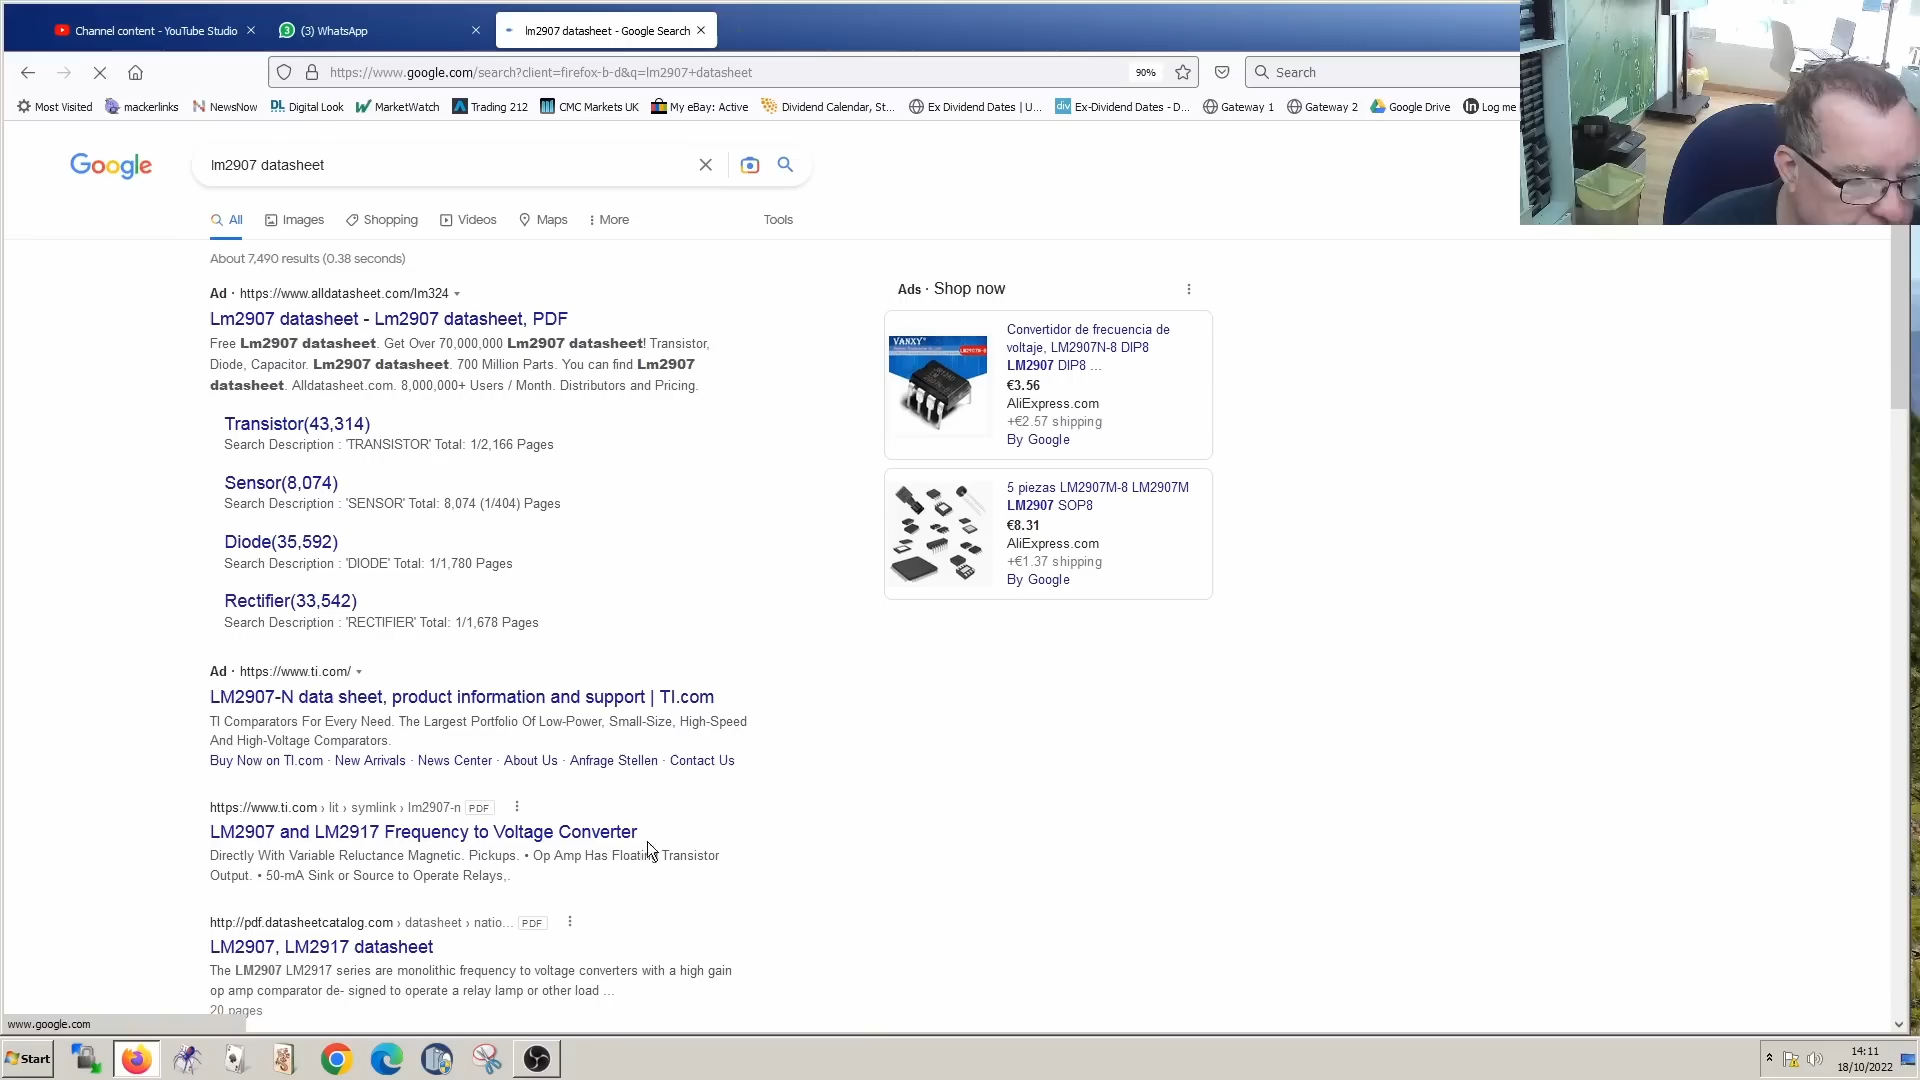 Channel content - YouTube Studio
3 (3) WhatsApp
lm2907 datasheet - Google Search
https://www.google.com/search?client=firefox-b-d&q=lm2907+datasheet
90%
Search
Most Visited
mackerlinks
NewsNow
DL Digital Look
MarketWatch
Trading 212
CMC Markets UK
My eBay: Active
Dividend Calendar, St...
Ex Dividend Dates | U...
div Ex-Dividend Dates - D...
Gateway 1
Gateway 2
Google Drive
Log me
Google
lm2907 datasheet
All
Images
Shopping
Videos
Maps
More
Tools
About 7,490 results (0.38 seconds)
Ad · https://www.alldatasheet.com/lm324
Lm2907 datasheet - Lm2907 datasheet, PDF
Free Lm2907 datasheet. Get Over 70,000,000 Lm2907 datasheet! Transistor,
Diode, Capacitor. Lm2907 datasheet. 700 Million Parts. You can find Lm2907
datasheet. Alldatasheet.com. 8,000,000+ Users / Month. Distributors and Pricing.
Transistor(43,314)
Search Description : 'TRANSISTOR' Total: 1/2,166 Pages
Sensor(8,074)
Search Description : 'SENSOR' Total: 8,074 (1/404) Pages
Diode(35,592)
Search Description : 'DIODE' Total: 1/1,780 Pages
Rectifier(33,542)
Search Description : 'RECTIFIER' Total: 1/1,678 Pages
Ad · https://www.ti.com/
LM2907-N data sheet, product information and support | TI.com
TI Comparators For Every Need. The Largest Portfolio Of Low-Power, Small-Size, High-Speed
And High-Voltage Comparators.
Buy Now on TI.com · New Arrivals · News Center · About Us · Anfrage Stellen · Contact Us
https://www.ti.com › lit › symlink › lm2907-n PDF
LM2907 and LM2917 Frequency to Voltage Converter
Directly With Variable Reluctance Magnetic. Pickups. • Op Amp Has Floating Transistor
Output. • 50-mA Sink or Source to Operate Relays,.
http://pdf.datasheetcatalog.com › datasheet › natio... PDF
LM2907, LM2917 datasheet
The LM2907 LM2917 series are monolithic frequency to voltage converters with a high gain
op amp comparator de- signed to operate a relay lamp or other load ...
20 pages
Ads · Shop now
VANXY
Convertidor de frecuencia de
voltaje, LM2907N-8 DIP8
LM2907 DIP8 ...
€3.56
AliExpress.com
+€2.57 shipping
By Google
5 piezas LM2907M-8 LM2907M
LM2907 SOP8
€8.31
AliExpress.com
+€1.37 shipping
By Google
www.google.com
Start
14:11
18/10/2022